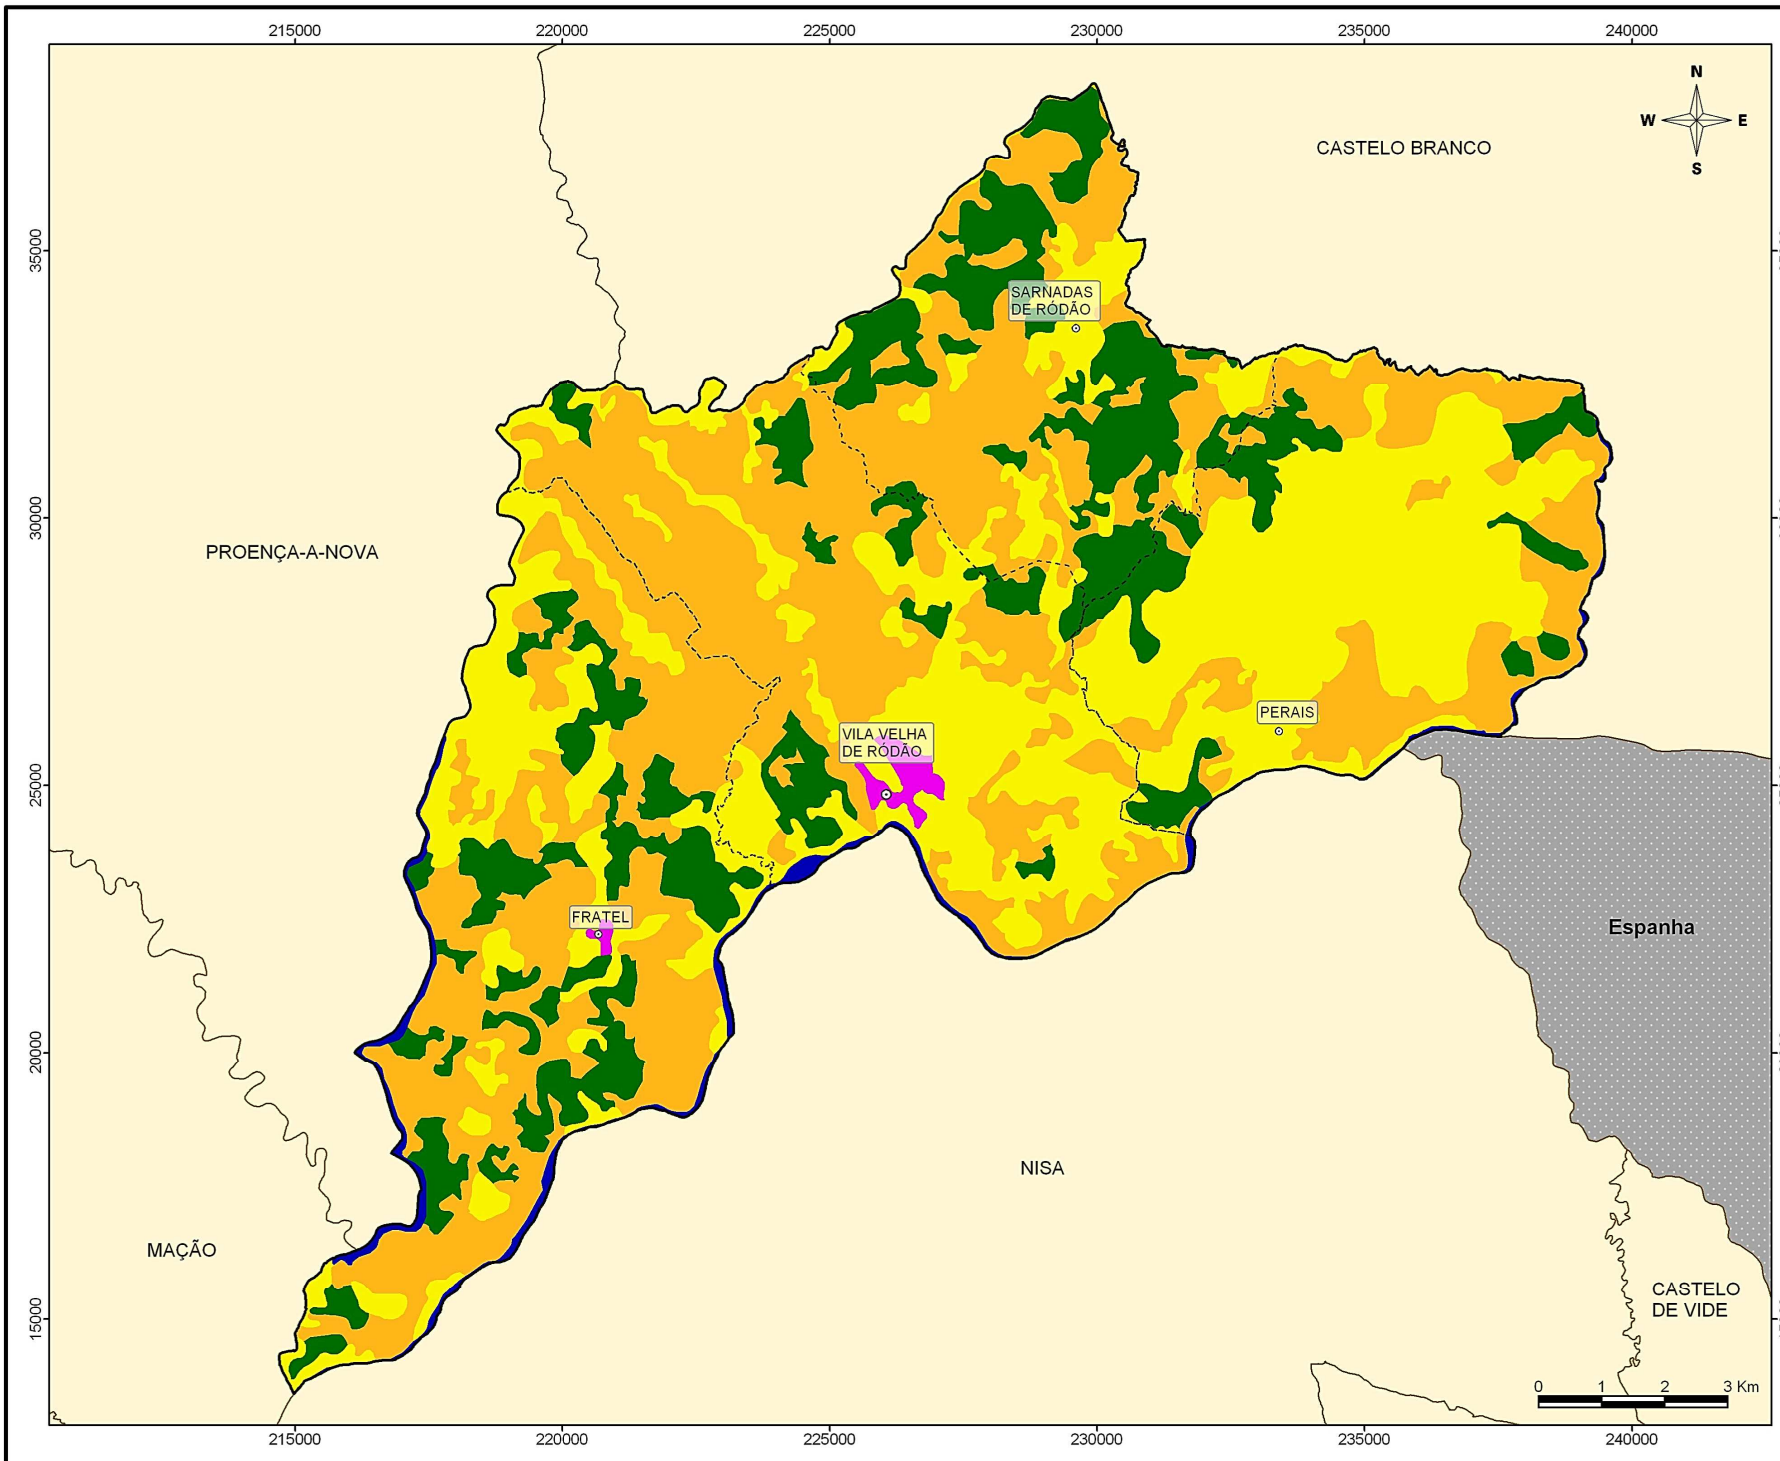 215000 220000 225000 230000 235000 240000
N
W E
S
CASTELO BRANCO
35000
SARNADAS
DE RÓDÃO
30000
PROENÇA-A-NOVA
PERAIS
VILA VELHA
DE RÓDÃO
25000
FRATEL
Espanha
20000
NISA
MAÇÃO
CASTELO
DE VIDE
15000
0 1 2 3 Km
215000 220000 225000 230000 235000 240000